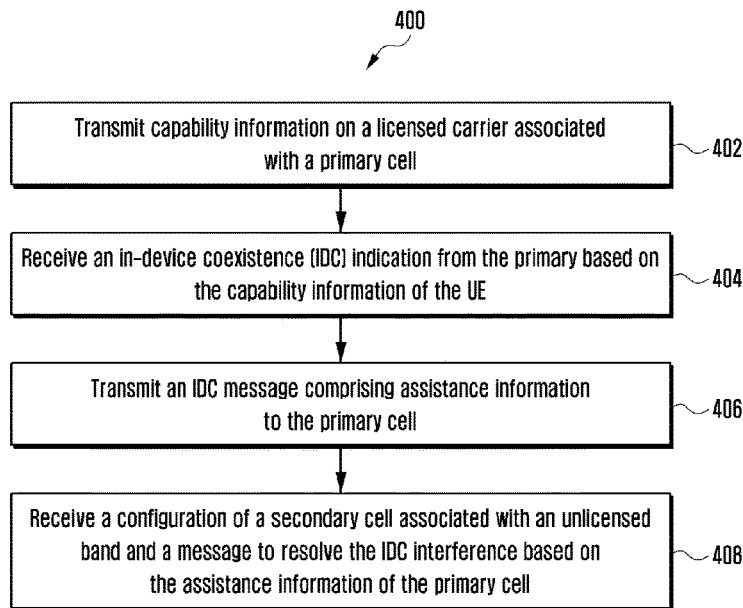 400
Transmit capability information on a licensed carrier associated
with a primary cell
402
Receive an in-device coexistence (IDC) indication from the primary based on
the capability information of the UE
404
Transmit an IDC message comprising assistance information
to the primary cell
406
Receive a configuration of a secondary cell associated with an unlicensed
band and a message to resolve the IDC interference based on
the assistance information of the primary cell
408